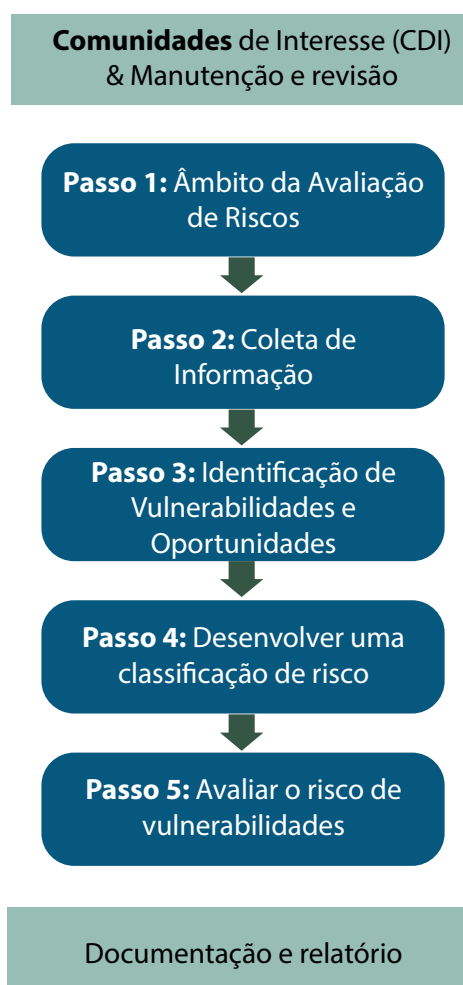 Comunidades de Interesse (CDI)
& Manutenção e revisão
Passo 1: Âmbito da Avaliação
de Riscos
Passo 2: Coleta de
Informação
Passo 3: Identificação de
Vulnerabilidades e
Oportunidades
Passo 4: Desenvolver uma
classificação de risco
Passo 5: Avaliar o risco de
vulnerabilidades
Documentação e relatório